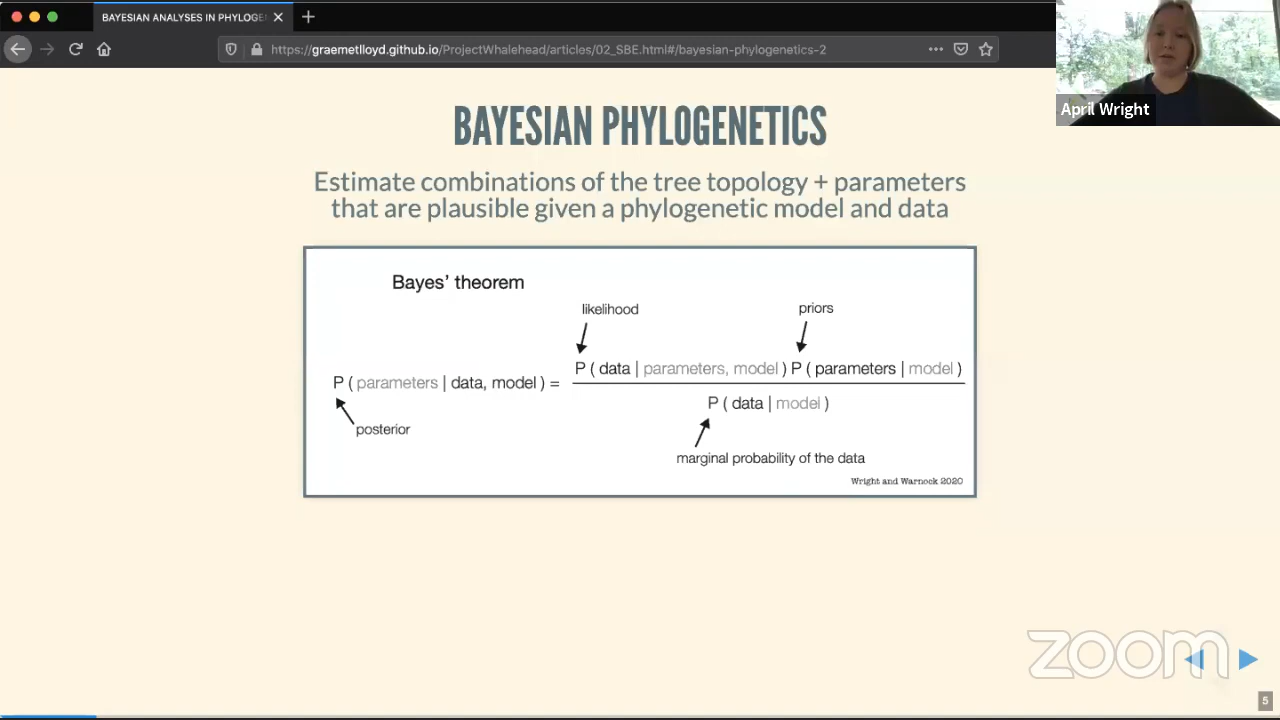 BAYESIAN ANALYSES IN PHYLOGE
https://graemetlloyd.github.io/ProjectWhalehead/articles/02_SBE.html#/bayesian-phylogenetics-2
April Wright
BAYESIAN PHYLOGENETICS
Estimate combinations of the tree topology + parameters
that are plausible given a phylogenetic model and data
Bayes' theorem
likelihood
priors
P ( data | parameters, model ) P ( parameters | model )
P ( parameters | data, model ) =
P ( data | model )
posterior
marginal probability of the data
Wright and Warnock 2020
zoom
5